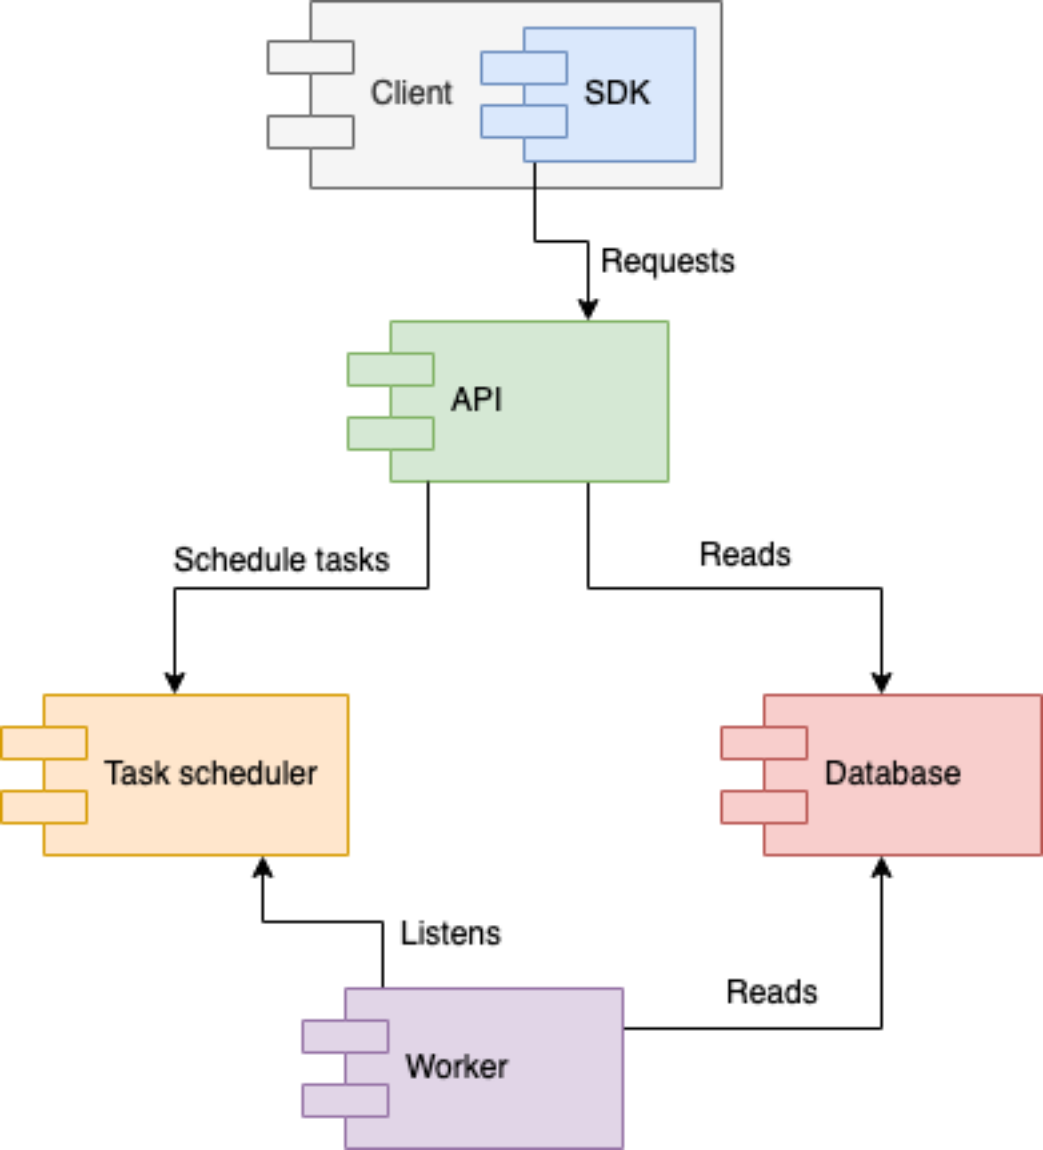 Client
SDK
Requests
API
Schedule tasks
Reads
Task scheduler
Database
Listens
Reads
Worker